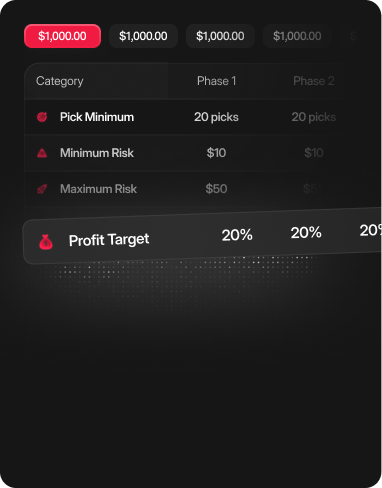 $1,000.00 $1,000.00 $1,000.00 $1,000.00
Category Phase 1 Phase 2
Pick Minimum 20 picks 20 picks
Minimum Risk $10 $10
Maximum Risk $50
Profit Target 20% 20% 20%